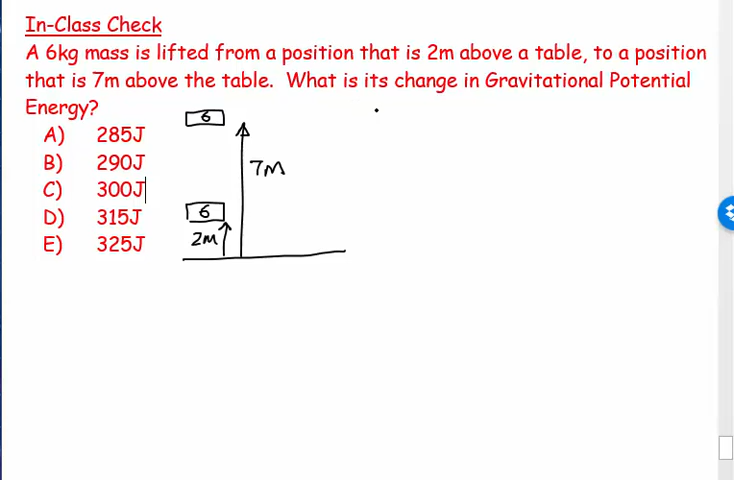 In-Class Check
A 6kg mass is lifted from a position that is 2m above a table, to a position
that is 7m above the table. What is its change in Gravitational Potential
Energy?
A) 285J
B) 290J
C) 300J
D) 315J
E) 325J
6
7M
6
2M